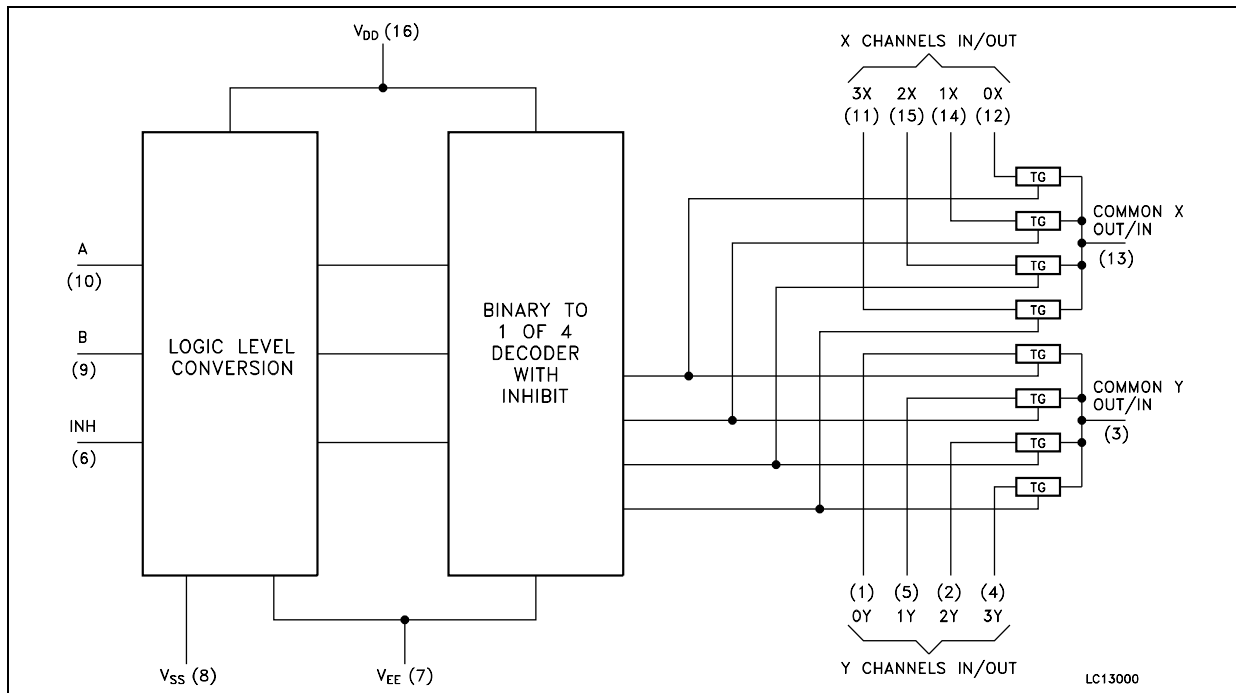 V_DD (16)
X CHANNELS IN/OUT
3X 2X 1X 0X
(11) (15) (14) (12)
TG
TG
TG
TG
COMMON X
OUT/IN
(13)
A
(10)
B
(9)
INH
(6)
LOGIC LEVEL
CONVERSION
BINARY TO
1 OF 4
DECODER
WITH
INHIBIT
TG
TG
TG
TG
COMMON Y
OUT/IN
(3)
(1) (5) (2) (4)
0Y 1Y 2Y 3Y
Y CHANNELS IN/OUT
V_SS (8)
V_EE (7)
LC13000